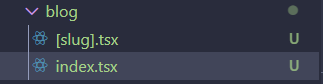 blog
[slug].tsx U
index.tsx U